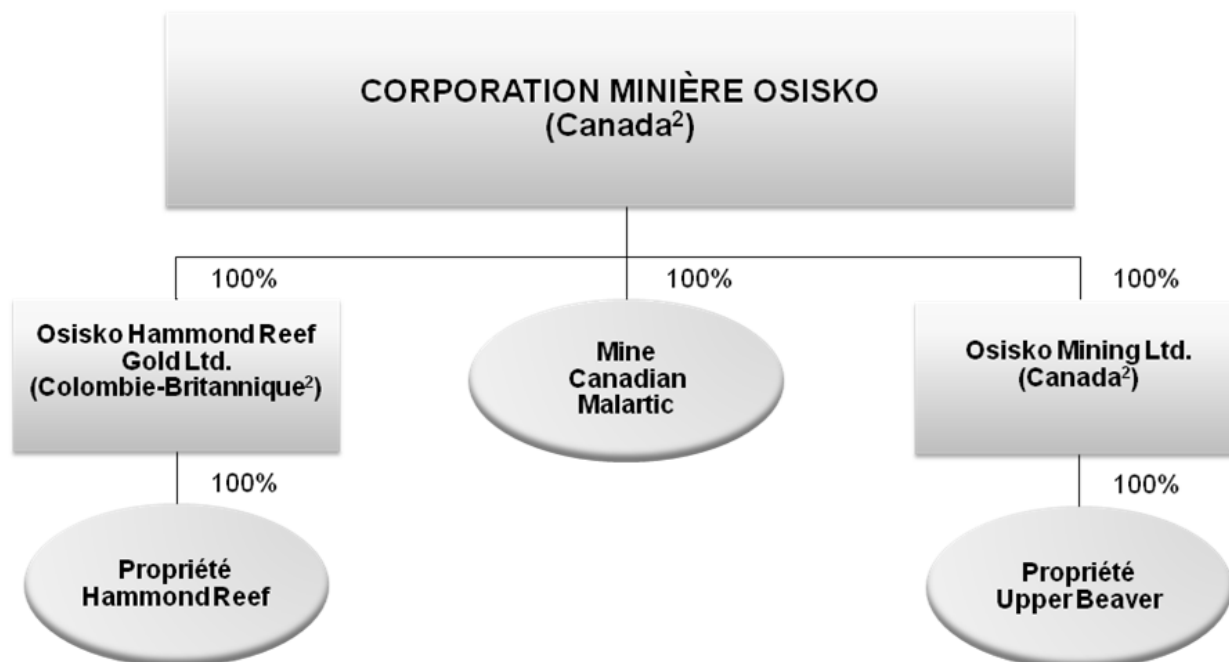 CORPORATION MINIÈRE OSISKO
(Canada²)
100%
100%
100%
Osisko Hammond Reef
Gold Ltd.
(Colombie-Britannique²)
Mine
Canadian
Malartic
Osisko Mining Ltd.
(Canada²)
100%
100%
Propriété
Hammond Reef
Propriété
Upper Beaver